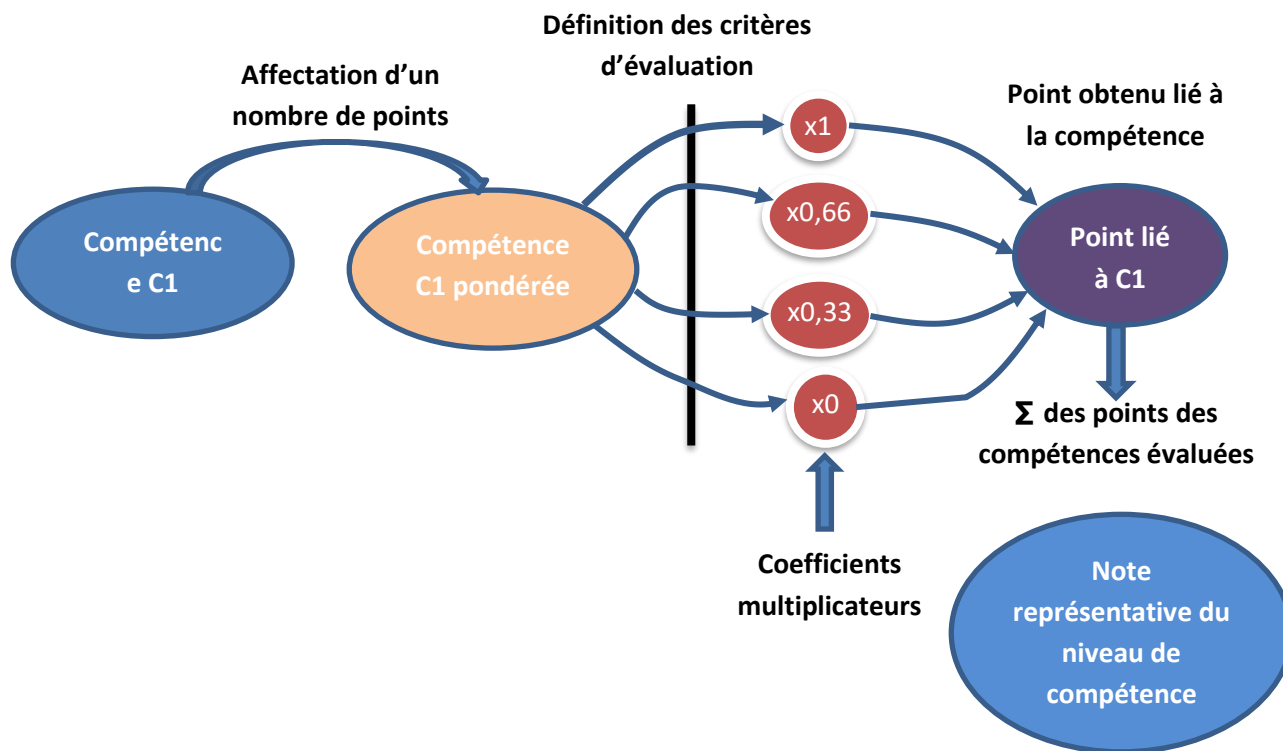 Définition des critères
d'évaluation
Affectation d'un
nombre de points
Point obtenu lié à
la compétence
Compétenc
e C1
Compétence
C1 pondérée
x1
x0,66
x0,33
x0
Point lié
à C1
Σ des points des
compétences évaluées
Coefficients
multiplicateurs
Note
représentative du
niveau de
compétence